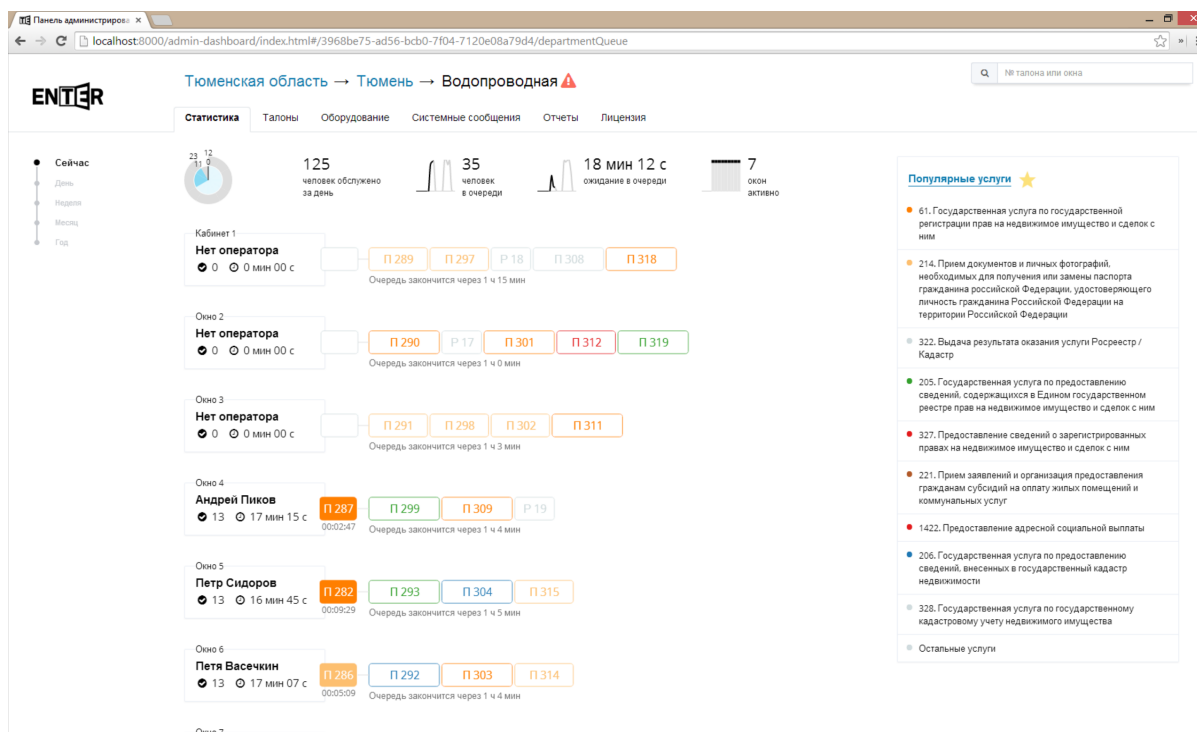 Панель администриров
localhost:8000/admin-dashboard/index.html#/3968be75-ad56-bcb0-7f04-7120e08a79d4/departmentQueue
ENTER
Тюменская область → Тюмень → Водопроводная
№ талона или окна
Статистика Талоны Оборудование Системные сообщения Отчеты Лицензия
Сейчас
День
Неделя
Месяц
Год
23 12
11 0
125
человек обслужено
за день
35
человек
в очереди
18 мин 12 с
ожидание в очереди
7
окон
активно
Кабинет 1
Нет оператора
0 0 мин 00 с
П 289 П 297 Р 18 П 308 П 318
Очередь закончится через 1 ч 15 мин
Окно 2
Нет оператора
0 0 мин 00 с
П 290 Р 17 П 301 П 312 П 319
Очередь закончится через 1 ч 0 мин
Окно 3
Нет оператора
0 0 мин 00 с
П 291 П 298 П 302 П 311
Очередь закончится через 1 ч 3 мин
Окно 4
Андрей Пиков
13 17 мин 15 с
П 287
00:02:47
П 299 П 309 Р 19
Очередь закончится через 1 ч 4 мин
Окно 5
Петр Сидоров
13 16 мин 45 с
П 282
00:09:29
П 293 П 304 П 315
Очередь закончится через 1 ч 5 мин
Окно 6
Петя Васечкин
13 17 мин 07 с
П 286
00:05:09
П 292 П 303 П 314
Очередь закончится через 1 ч 4 мин
Окно 7
Популярные услуги
61. Государственная услуга по государственной
регистрации прав на недвижимое имущество и сделок с
ним
214. Прием документов и личных фотографий,
необходимых для получения или замены паспорта
гражданина российской Федерации, удостоверяющего
личность гражданина Российской Федерации на
территории Российской Федерации
322. Выдача результата оказания услуги Росреестр /
Кадастр
205. Государственная услуга по предоставлению
сведений, содержащихся в Едином государственном
реестре прав на недвижимое имущество и сделок с ним
327. Предоставление сведений о зарегистрированных
правах на недвижимое имущество и сделок с ним
221. Прием заявлений и организация предоставления
гражданам субсидий на оплату жилых помещений и
коммунальных услуг
1422. Предоставление адресной социальной выплаты
206. Государственная услуга по предоставлению
сведений, внесенных в государственный кадастр
недвижимости
328. Государственная услуга по государственному
кадастровому учету недвижимого имущества
Остальные услуги